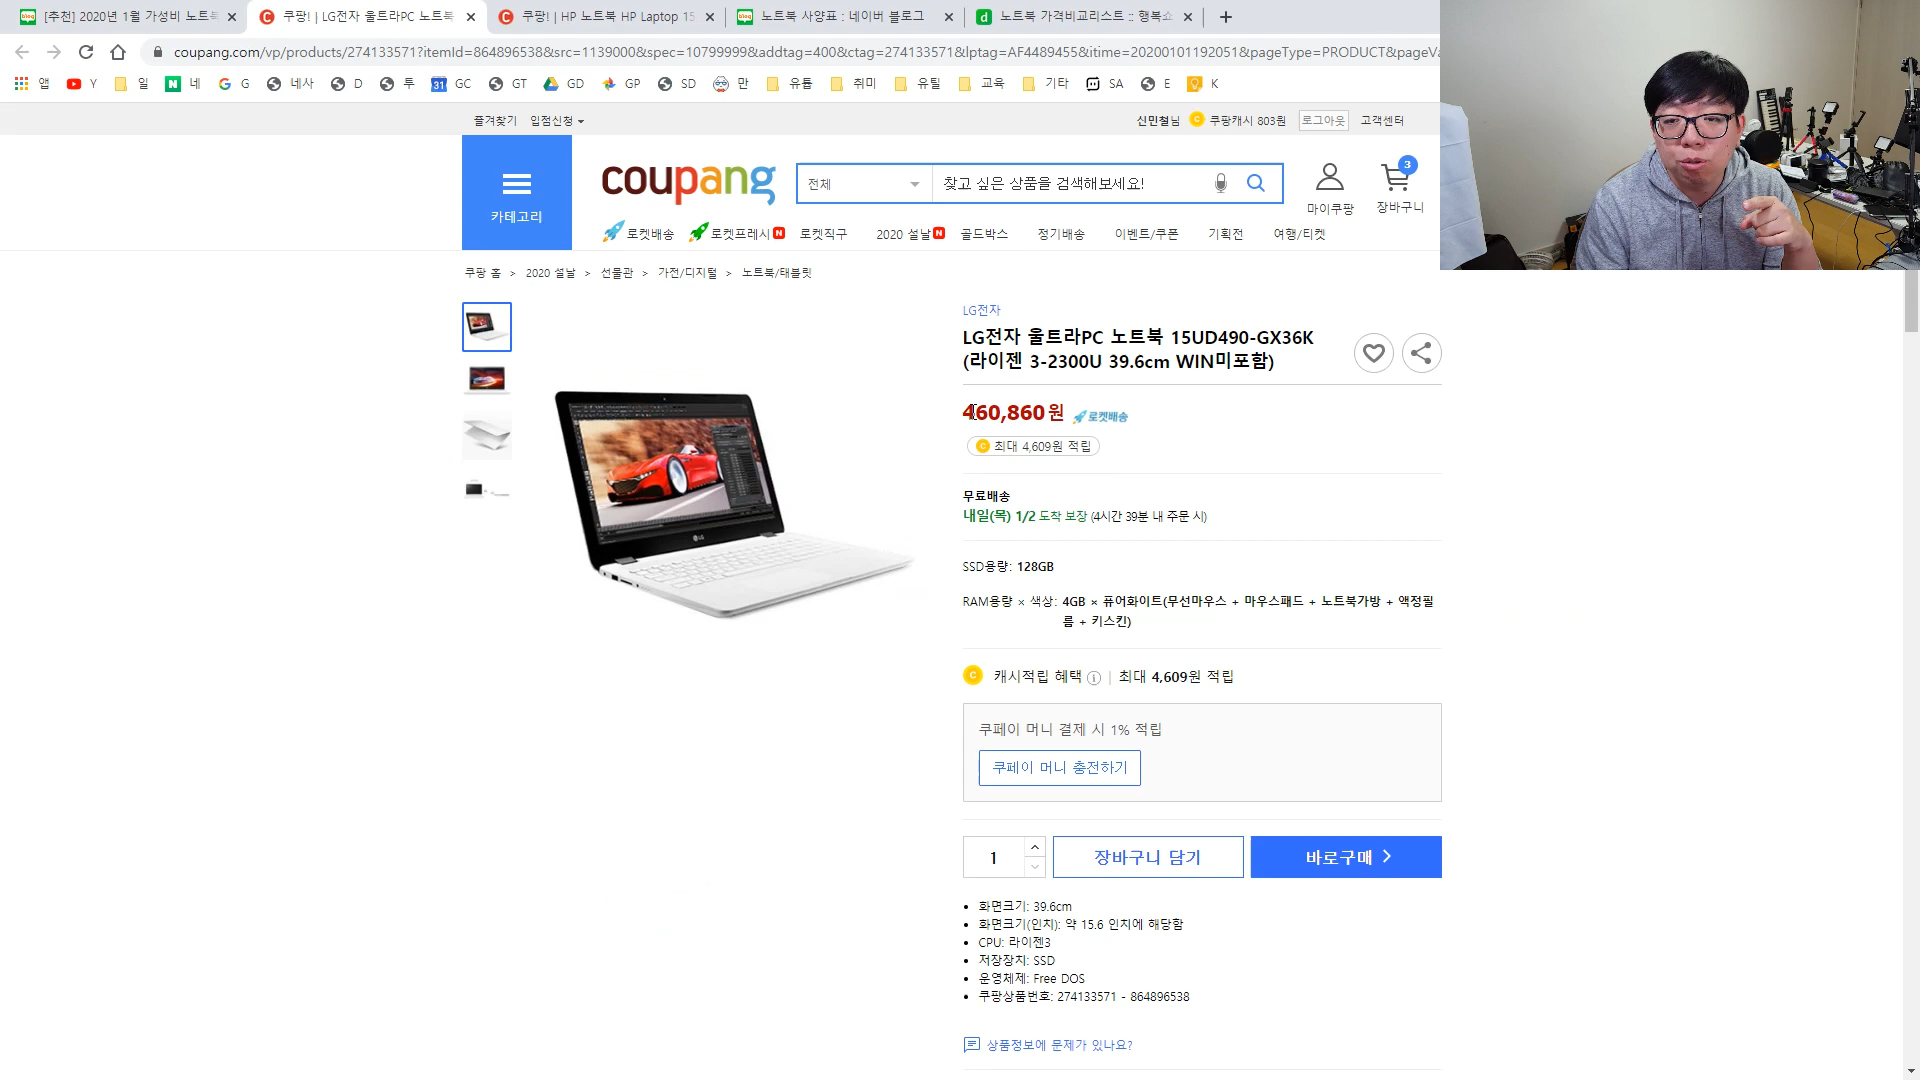 [추천] 2020년 1월 가성비 노트북
쿠팡! | LG전자 울트라PC 노트북
쿠팡! | HP 노트북 HP Laptop 15
노트북 사양표 : 네이버 블로그
노트북 가격비교리스트 :: 행복쇼
coupang.com/vp/products/274133571?itemId=864896538&src=1139000&spec=10799999&addtag=400&ctag=274133571&lptag=AF4489455&itime=20200101192051&pageType=PRODUCT&pageVa
앱 Y 일 네 G 네사 D 투 GC GT GD GP SD 만 유튭 취미 유틸 교육 기타 SA E K
즐겨찾기 입점신청
신민철님 쿠팡캐시 803원 로그아웃 고객센터
카테고리
coupang
전체
찾고 싶은 상품을 검색해보세요!
마이쿠팡
3
장바구니
로켓배송 로켓프레시 N 로켓직구 2020 설날 N 골드박스 정기배송 이벤트/쿠폰 기획전 여행/티켓
쿠팡 홈 > 2020 설날 > 선물관 > 가전/디지털 > 노트북/태블릿
LG전자
LG전자 울트라PC 노트북 15UD490-GX36K
(라이젠 3-2300U 39.6cm WIN미포함)
460,860원 로켓배송
최대 4,609원 적립
무료배송
내일(목) 1/2 도착 보장 (4시간 39분 내 주문 시)
SSD용량: 128GB
RAM용량 × 색상: 4GB × 퓨어화이트(무선마우스 + 마우스패드 + 노트북가방 + 액정필
름 + 키스킨)
캐시적립 혜택 | 최대 4,609원 적립
쿠페이 머니 결제 시 1% 적립
쿠페이 머니 충전하기
1
장바구니 담기
바로구매
• 화면크기: 39.6cm
• 화면크기(인치): 약 15.6 인치에 해당함
• CPU: 라이젠3
• 저장장치: SSD
• 운영체제: Free DOS
• 쿠팡상품번호: 274133571 - 864896538
상품정보에 문제가 있나요?